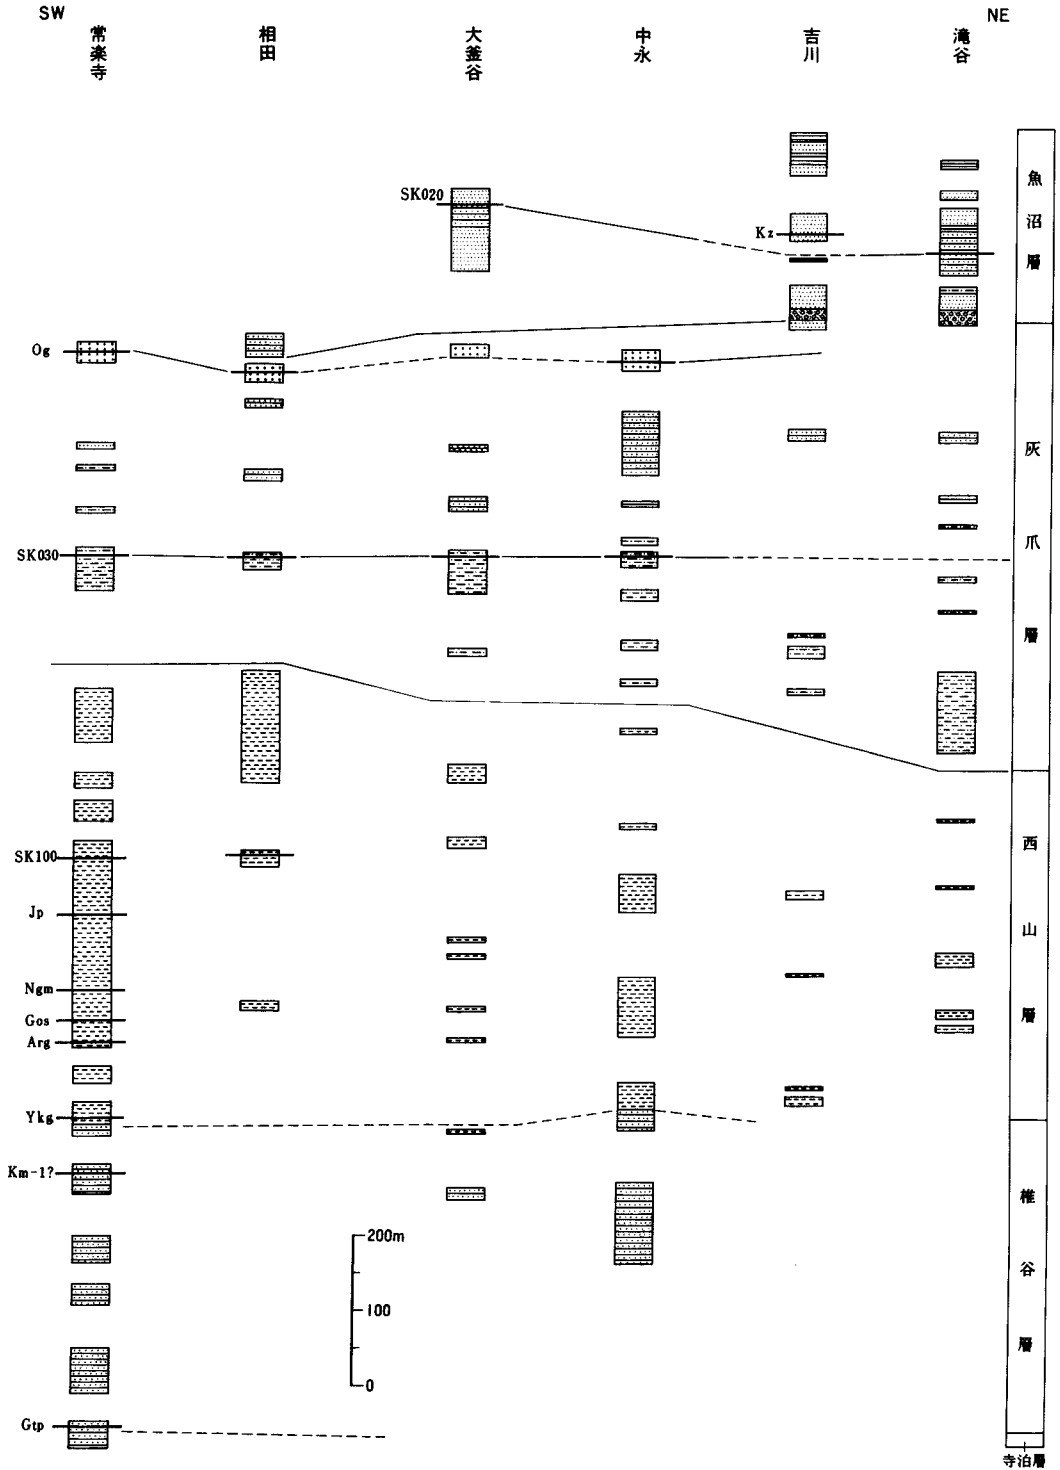 SW
NE
常楽寺
相田
大釜谷
中永
吉川
滝谷
SK020
Kz
Og
SK030
SK100
Jp
Ngm
Gos
Arg
Ykg
Km-1?
Gtp
200m
100
0
魚沼層
灰爪層
西山層
椎谷層
寺泊層